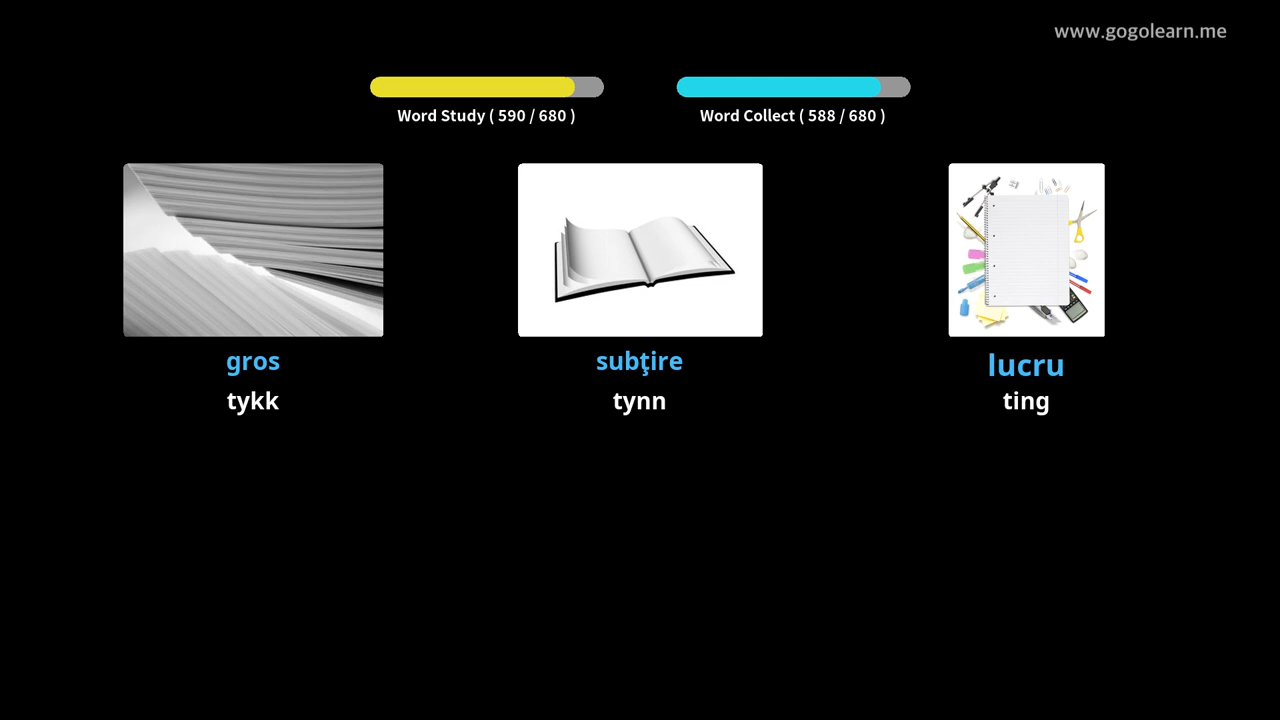 www.gogolearn.me
Word Study ( 590 / 680 )
Word Collect ( 588 / 680 )
gros
subţire
lucru
tykk
tynn
ting